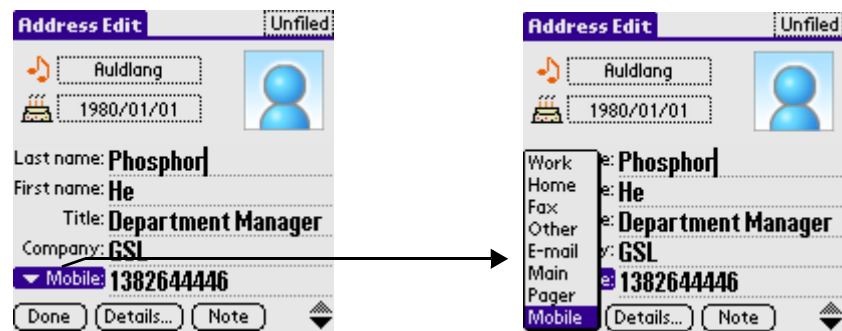 Address Edit Unfiled
Auldlang
1980/01/01
Last name: Phosphor
First name: He
Title: Department Manager
Company: GSL
Mobile: 1382644446
Done Details... Note
Address Edit Unfiled
Auldlang
1980/01/01
Work e: Phosphor
Home e: He
Fax
Other e: Department Manager
E-mail y: GSL
Main e: 1382644446
Pager
Mobile Details... Note